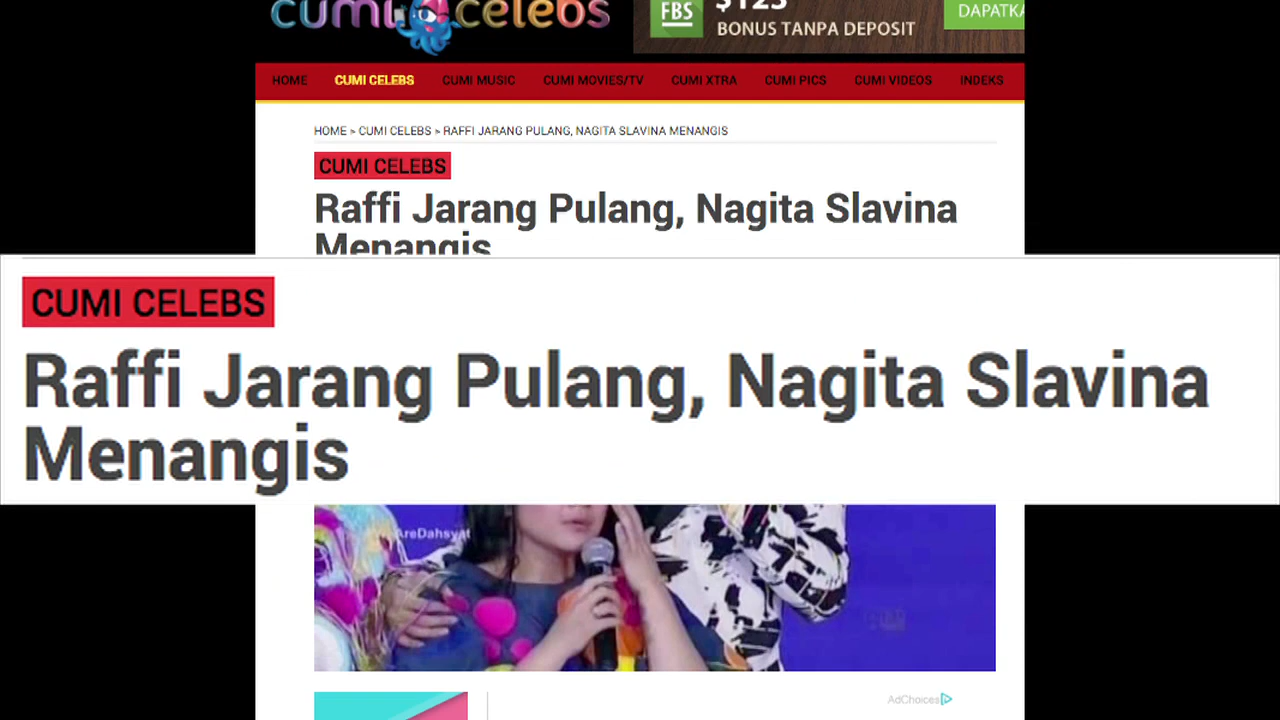 cumi celebs
FBS
$123
BONUS TANPA DEPOSIT
DAPATKA
HOME CUMI CELEBS CUMI MUSIC CUMI MOVIES/TV CUMI XTRA CUMI PICS CUMI VIDEOS INDEKS
HOME » CUMI CELEBS » RAFFI JARANG PULANG, NAGITA SLAVINA MENANGIS
CUMI CELEBS
Raffi Jarang Pulang, Nagita Slavina
Menangis
CUMI CELEBS
Raffi Jarang Pulang, Nagita Slavina
Menangis
AreDahsyat
AdChoices